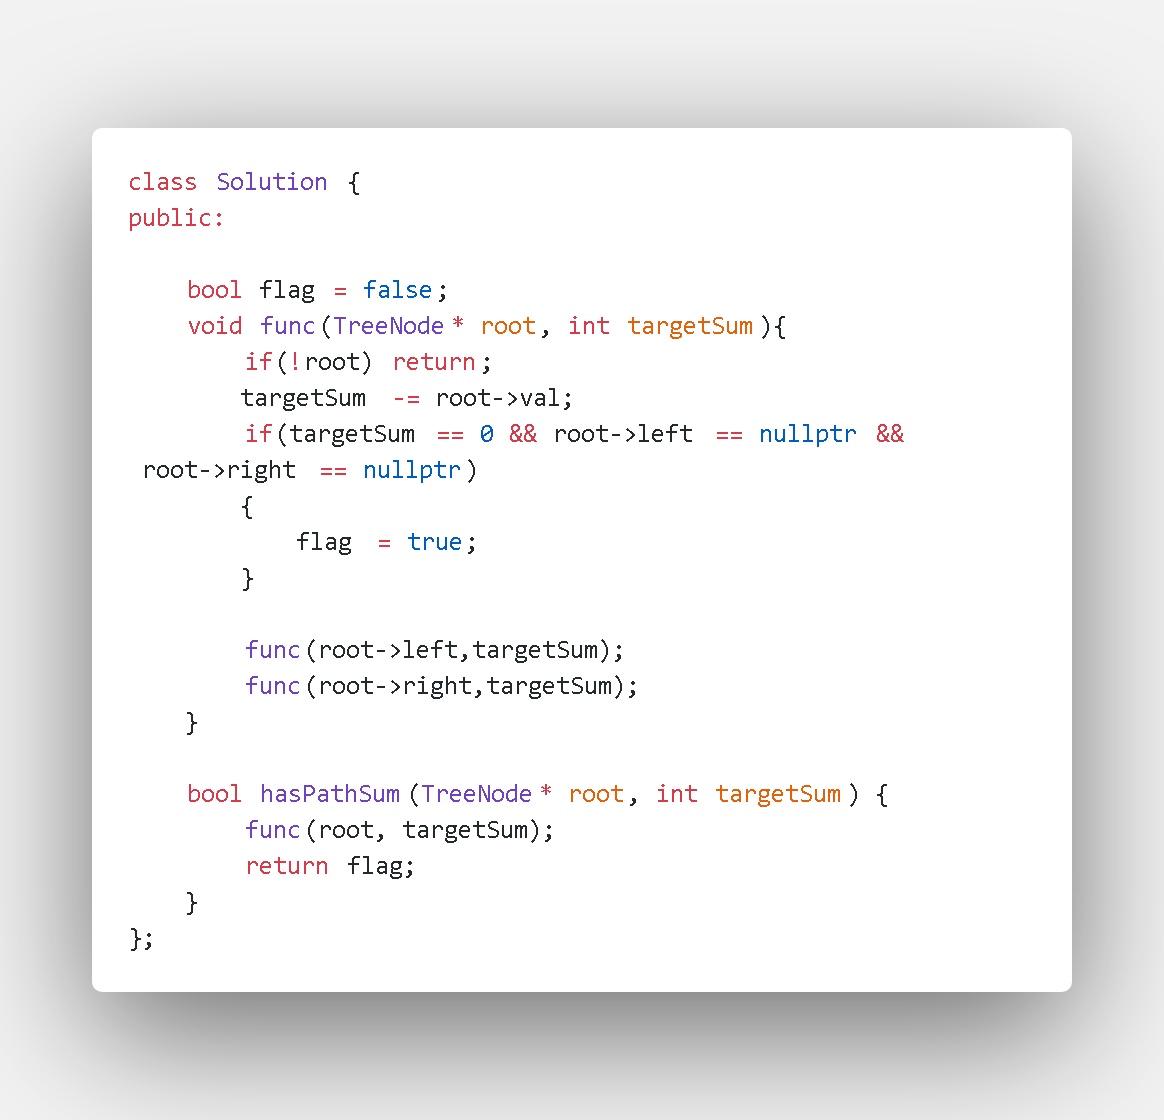 class Solution {
public:
bool flag = false;
void func(TreeNode* root, int targetSum){
if(!root) return;
targetSum -= root->val;
if(targetSum == 0 && root->left == nullptr &&
root->right == nullptr)
{
flag = true;
}
func(root->left,targetSum);
func(root->right,targetSum);
}
bool hasPathSum(TreeNode* root, int targetSum) {
func(root, targetSum);
return flag;
}
};